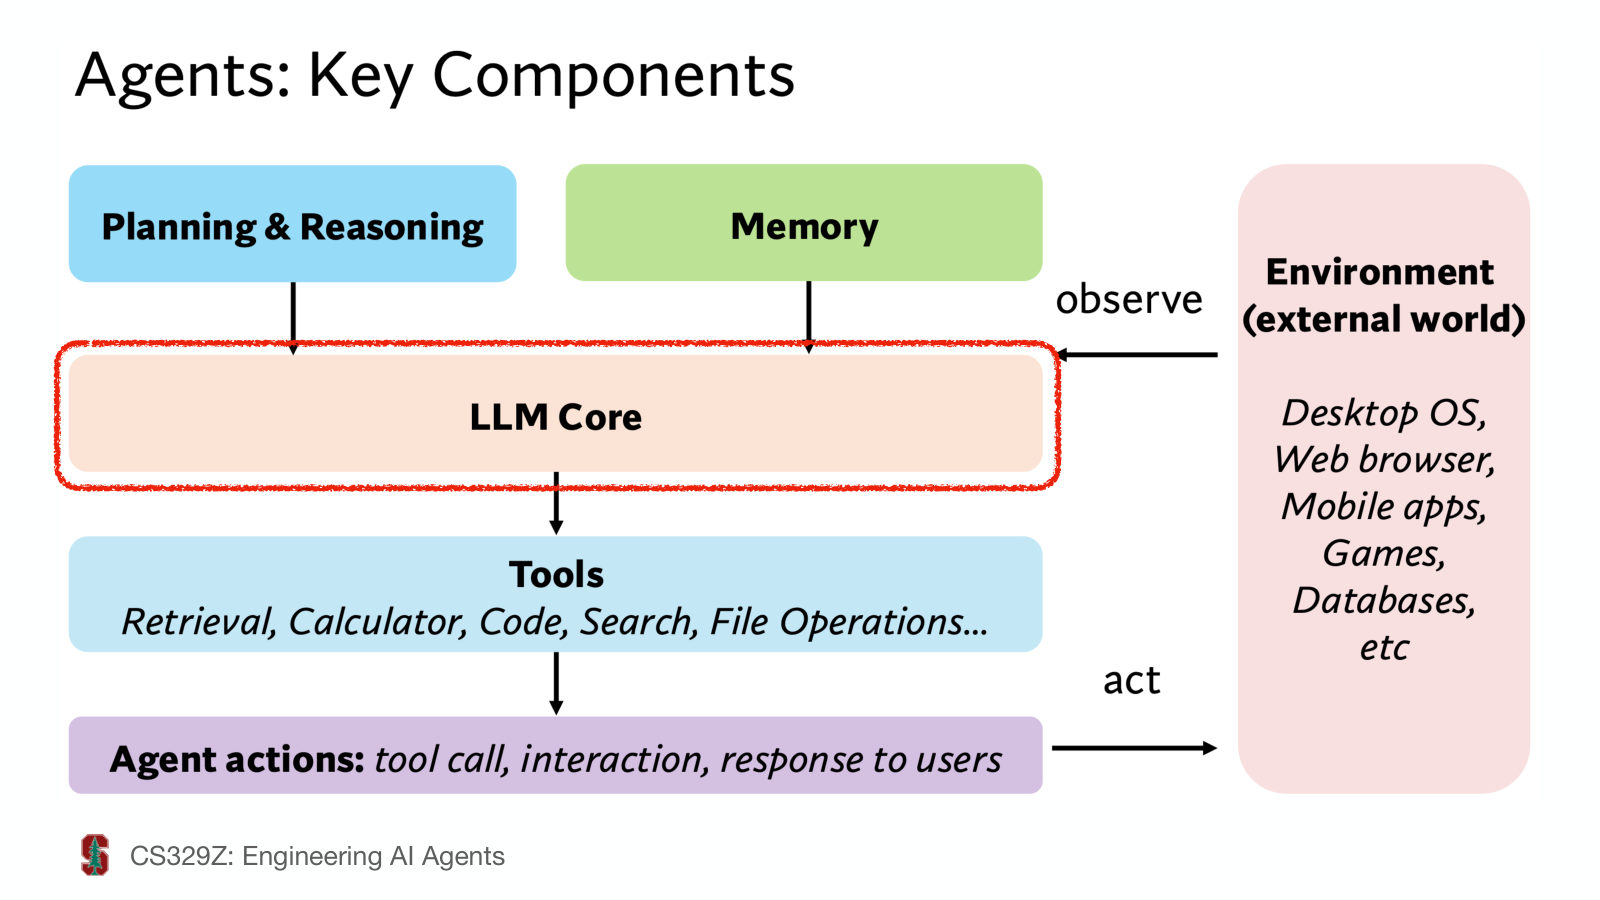 Agents: Key Components
Planning & Reasoning
Memory
observe
LLM Core
Tools
Retrieval, Calculator, Code, Search, File Operations...
Agent actions: tool call, interaction, response to users
act
Environment
(external world)
Desktop OS,
Web browser,
Mobile apps,
Games,
Databases,
etc
S
CS329Z: Engineering AI Agents